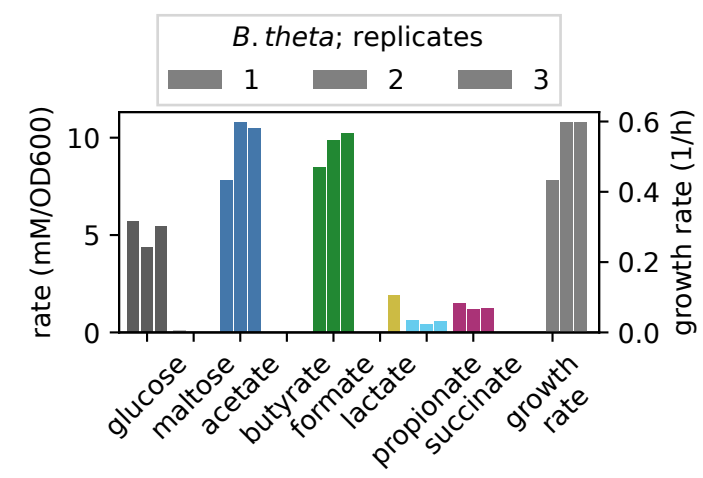 B. theta; replicates
1 2 3
rate (mM/OD600)
10
5
0
0.6
0.4
0.2
0.0
growth rate (1/h)
glucose
maltose
acetate
butyrate
formate
lactate
propionate
succinate
growth
rate